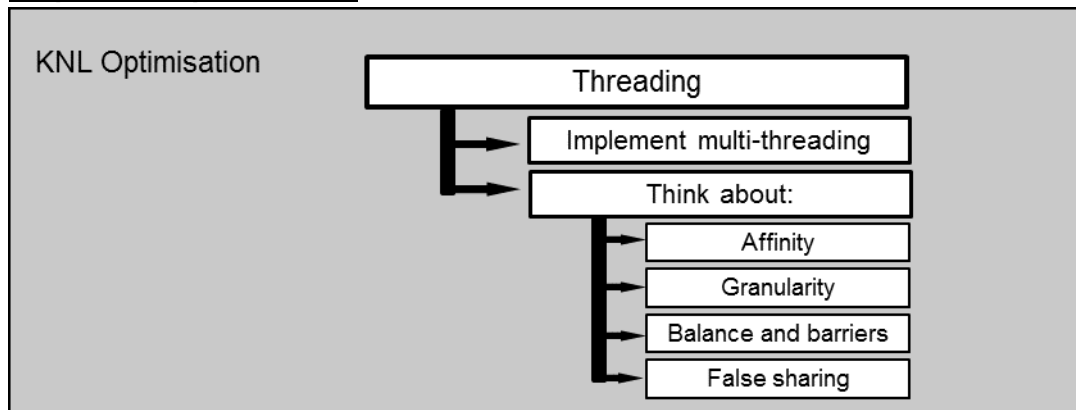 KNL Optimisation
Threading
Implement multi-threading
Think about:
Affinity
Granularity
Balance and barriers
False sharing